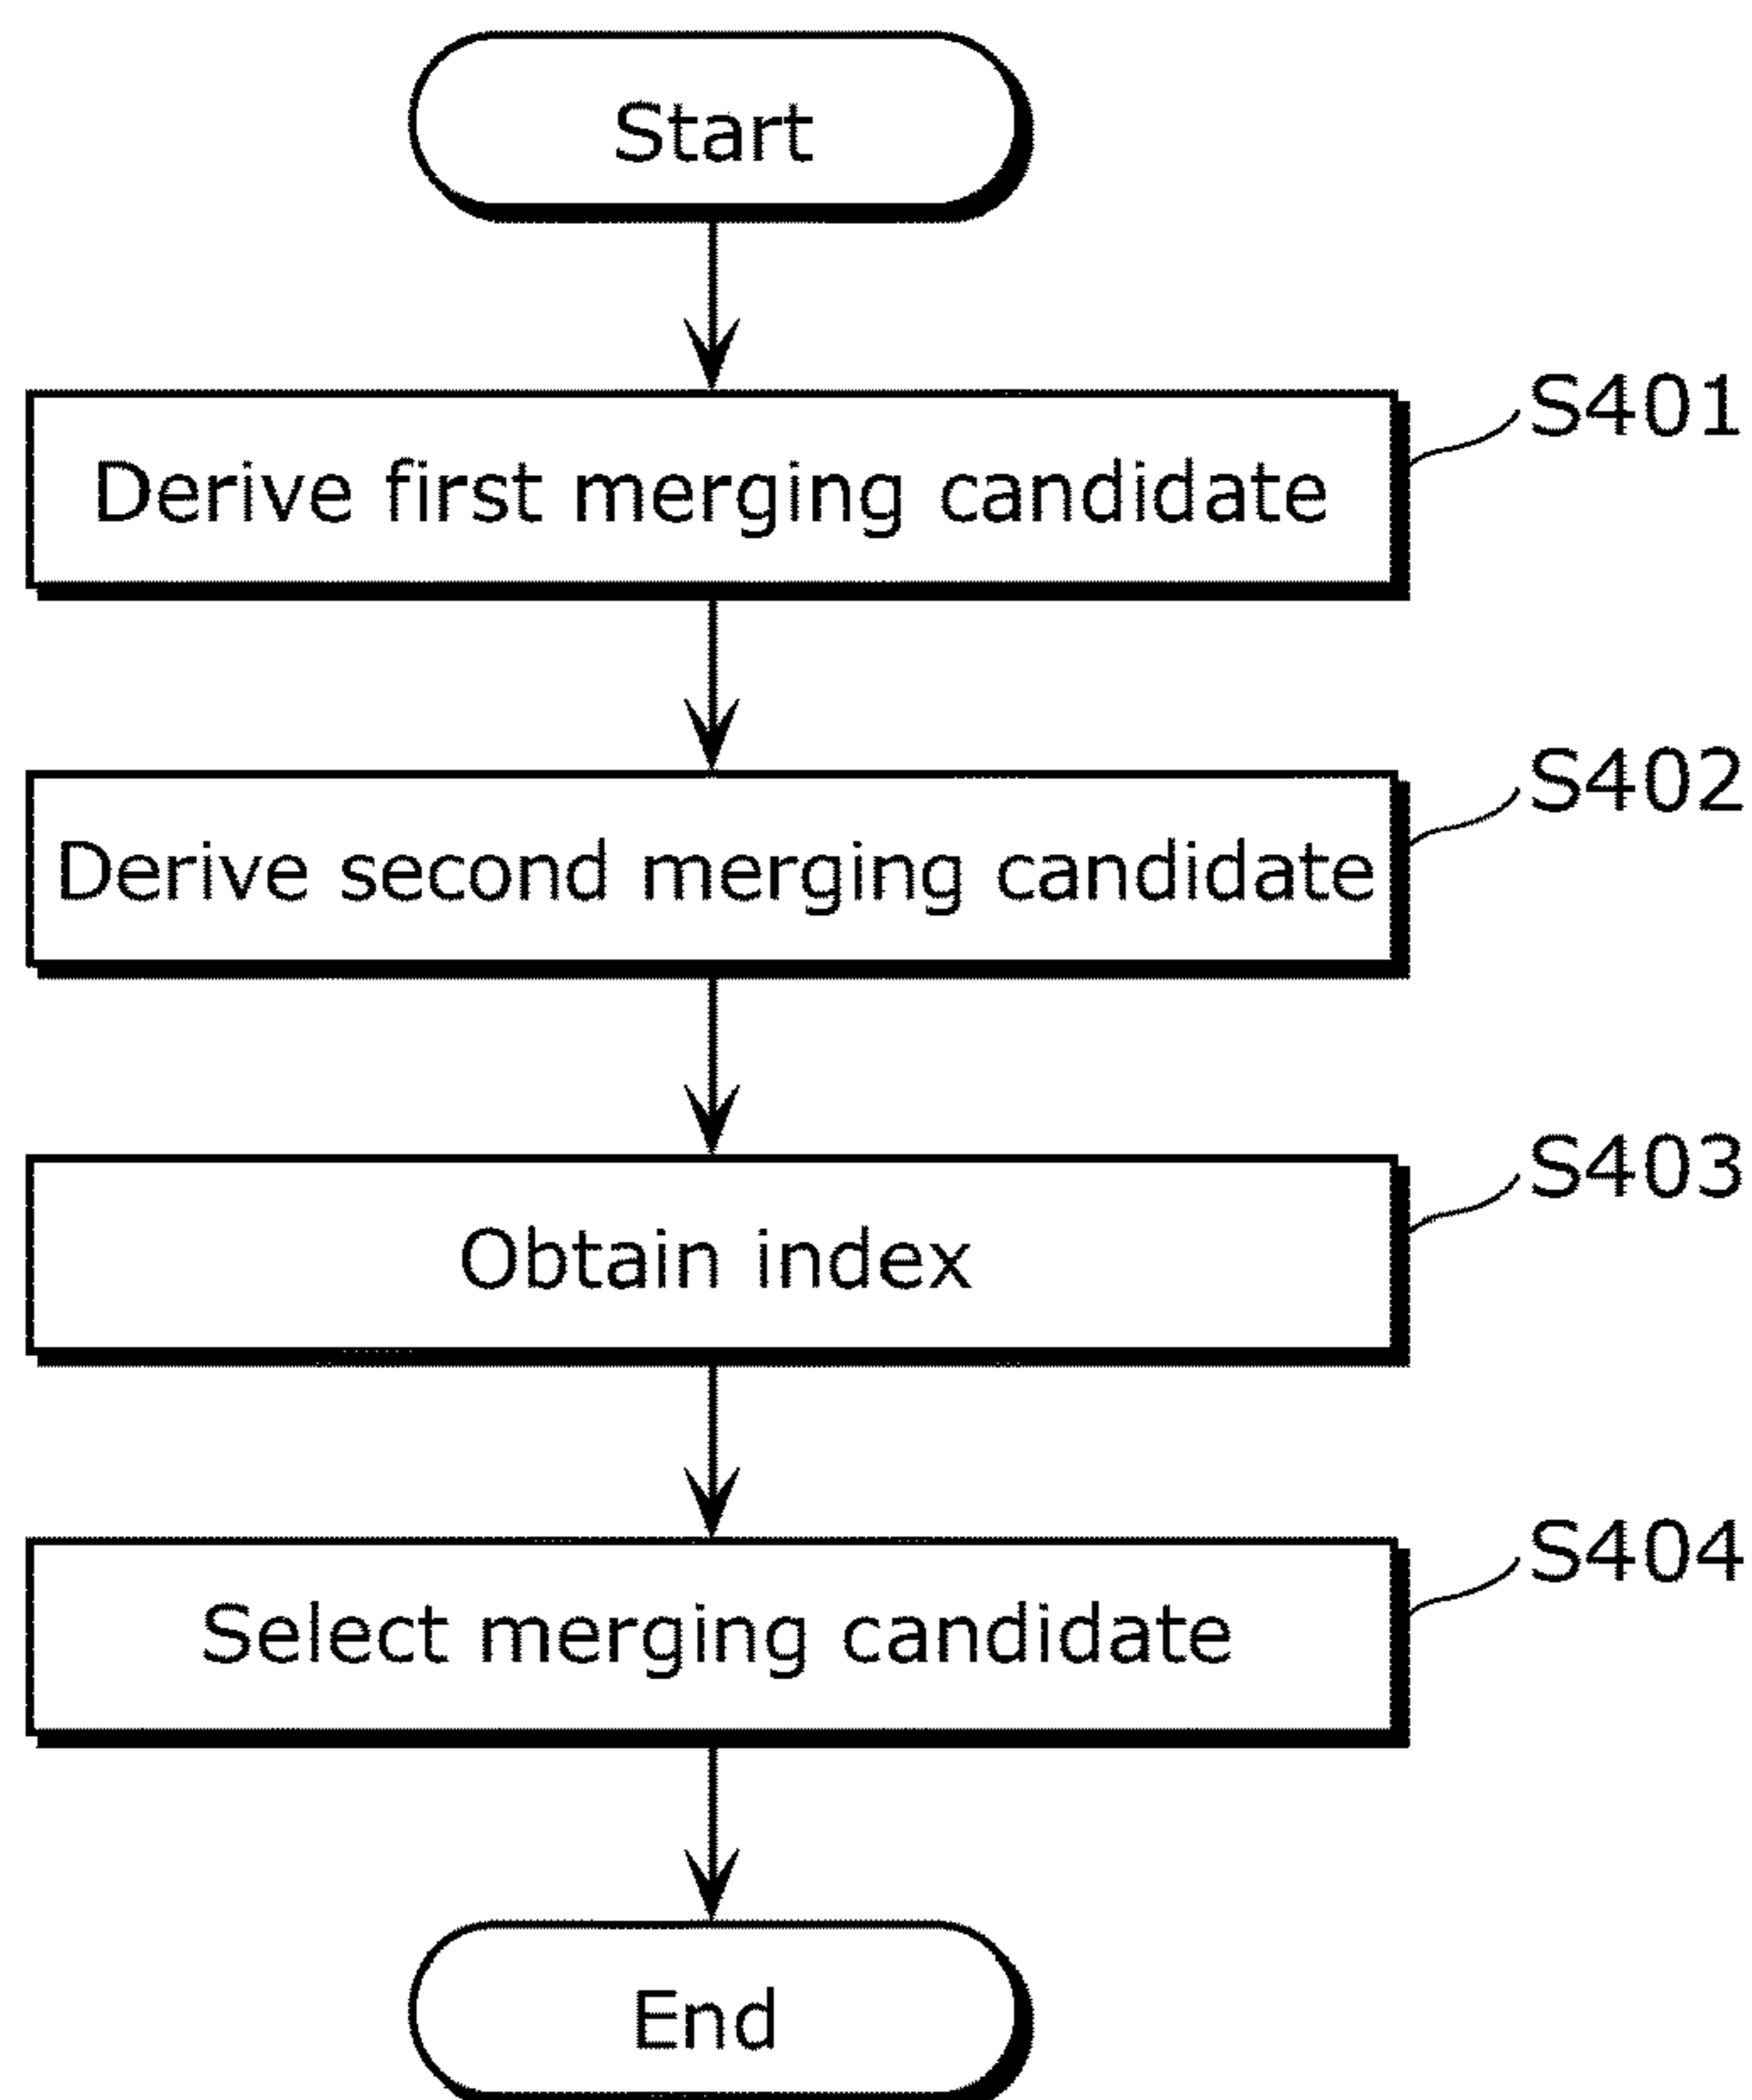 Start
S401
Derive first merging candidate
S402
Derive second merging candidate
S403
Obtain index
S404
Select merging candidate
End